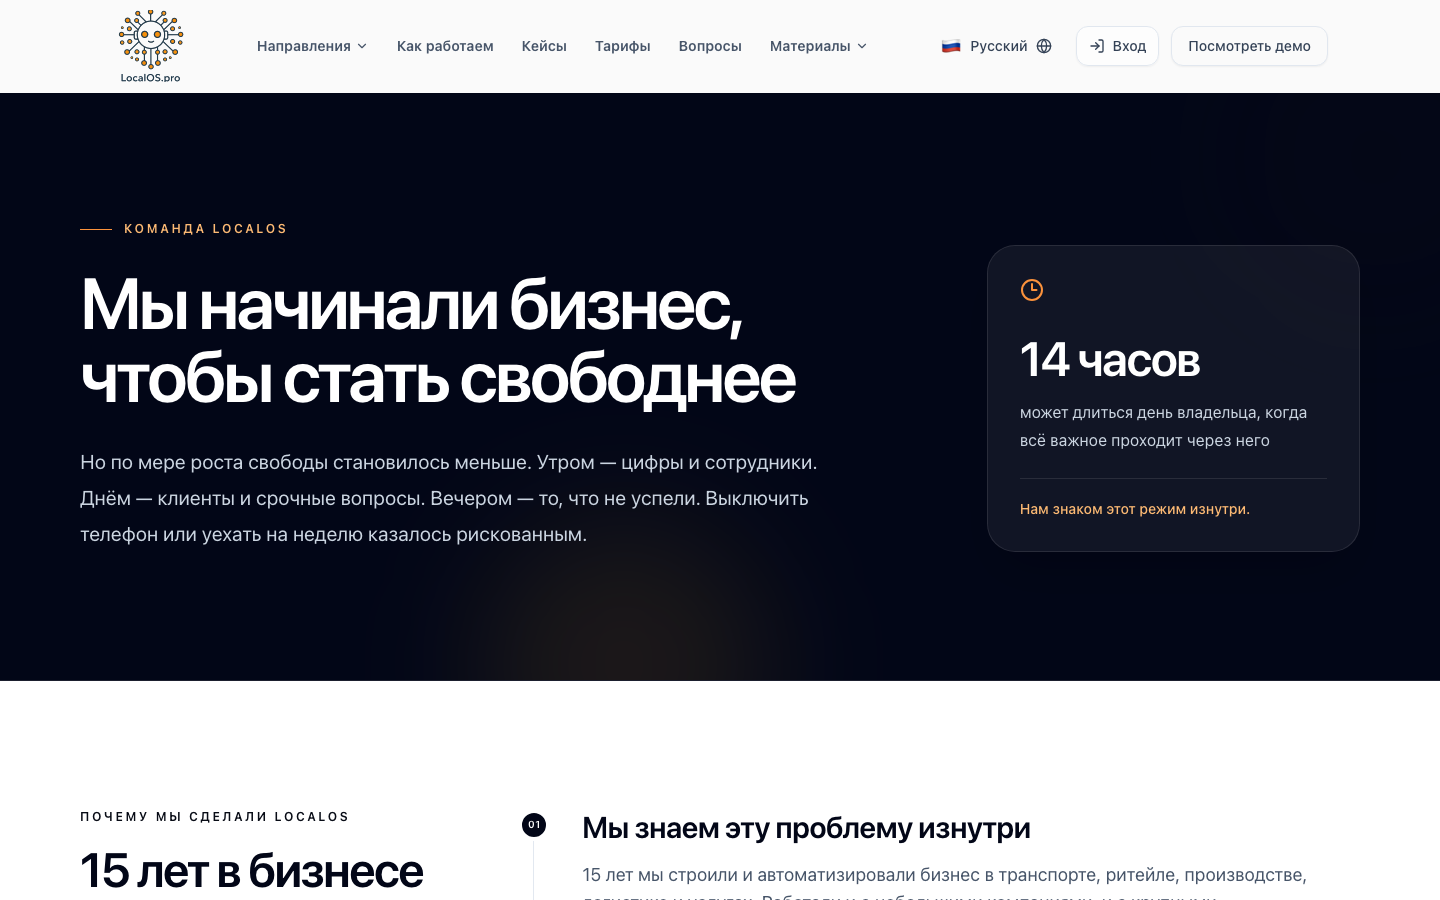 LocalOS.pro
Направления
Как работаем
Кейсы
Тарифы
Вопросы
Материалы
Русский
Вход
Посмотреть демо
КОМАНДА LOCALOS
Мы начинали бизнес,
чтобы стать свободнее
Но по мере роста свободы становилось меньше. Утром — цифры и сотрудники.
Днём — клиенты и срочные вопросы. Вечером — то, что не успели. Выключить
телефон или уехать на неделю казалось рискованным.
14 часов
может длиться день владельца, когда
всё важное проходит через него
Нам знаком этот режим изнутри.
ПОЧЕМУ МЫ СДЕЛАЛИ LOCALOS
15 лет в бизнесе
01
Мы знаем эту проблему изнутри
15 лет мы строили и автоматизировали бизнес в транспорте, ритейле, производстве,